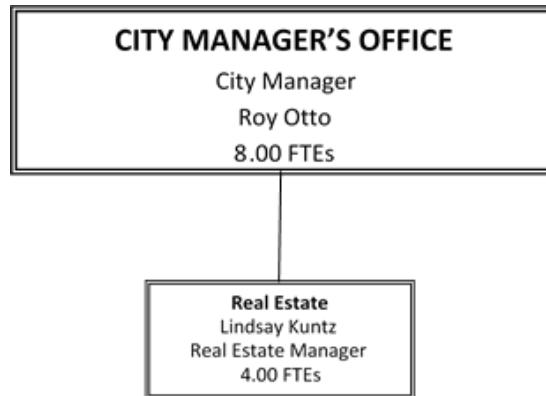 CITY MANAGER’S OFFICE
City Manager
Roy Otto
8.00 FTEs
Real Estate
Lindsay Kuntz
Real Estate Manager
4.00 FTEs